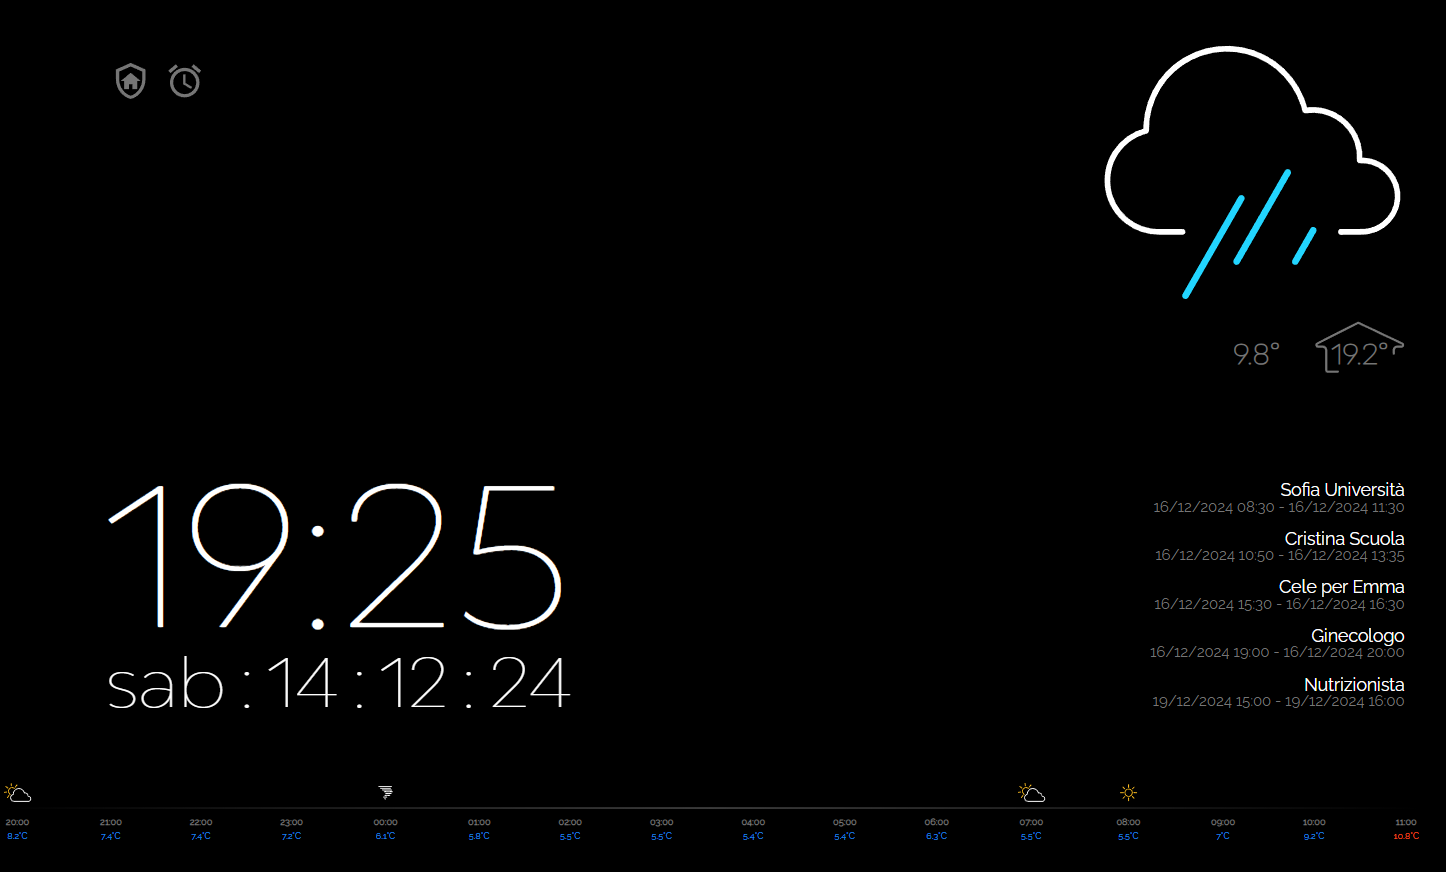 9.8° 19.2°
19:25
sab : 14 : 12 : 24
Sofia Università
16/12/2024 08:30 - 16/12/2024 11:30
Cristina Scuola
16/12/2024 10:50 - 16/12/2024 13:35
Cele per Emma
16/12/2024 15:30 - 16/12/2024 16:30
Ginecologo
16/12/2024 19:00 - 16/12/2024 20:00
Nutrizionista
19/12/2024 15:00 - 19/12/2024 16:00
20:00 21:00 22:00 23:00 00:00 01:00 02:00 03:00 04:00 05:00 06:00 07:00 08:00 09:00 10:00 11:00
8.2°C 7.4°C 7.4°C 7.2°C 6.1°C 5.8°C 5.5°C 5.5°C 5.4°C 5.4°C 6.3°C 5.5°C 5.5°C 7°C 9.2°C 10.8°C